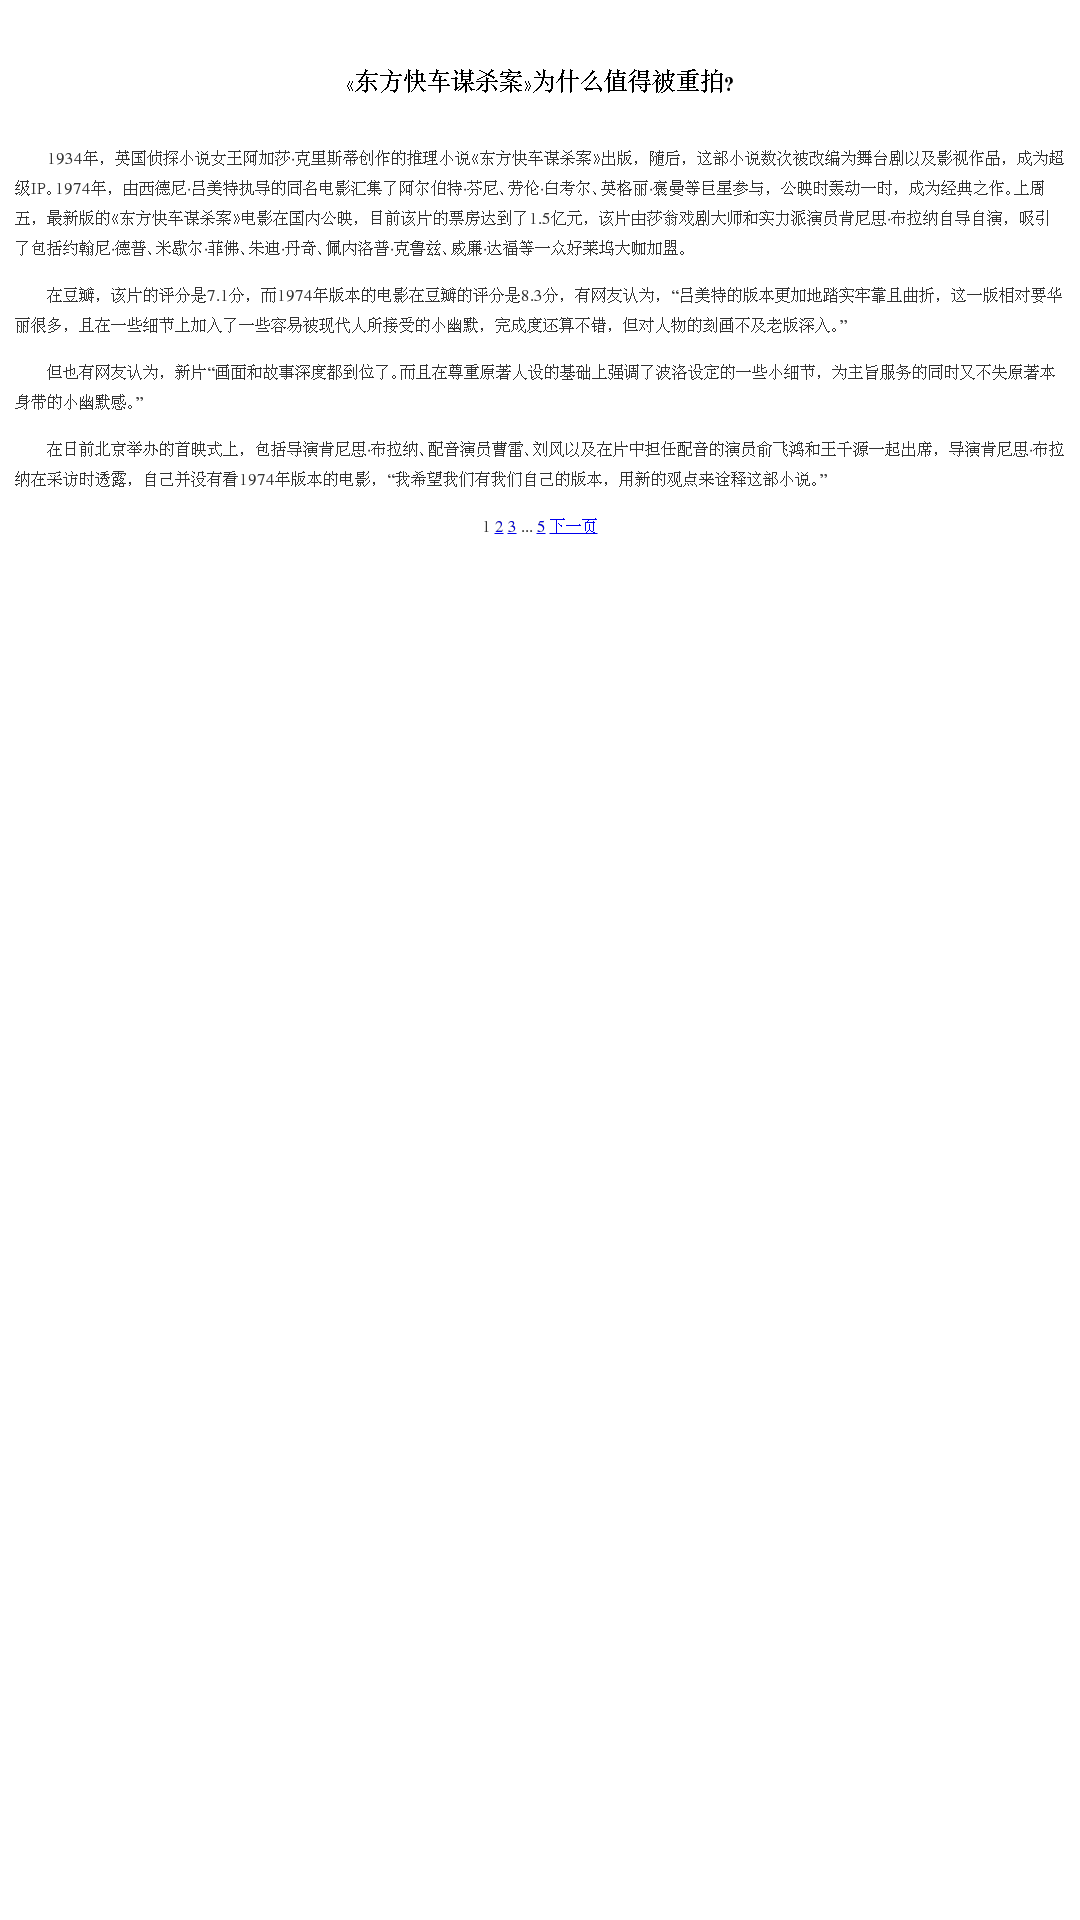 《东方快车谋杀案》为什么值得被重拍?
1934年，英国侦探小说女王阿加莎·克里斯蒂创作的推理小说《东方快车谋杀案》出版，随后，这部小说数次被改编为舞台剧以及影视作品，成为超
级IP。1974年，由西德尼·吕美特执导的同名电影汇集了阿尔伯特·芬尼、劳伦·白考尔、英格丽·褒曼等巨星参与，公映时轰动一时，成为经典之作。上周
五，最新版的《东方快车谋杀案》电影在国内公映，目前该片的票房达到了1.5亿元，该片由莎翁戏剧大师和实力派演员肯尼思·布拉纳自导自演，吸引
了包括约翰尼·德普、米歇尔·菲佛、朱迪·丹奇、佩内洛普·克鲁兹、威廉·达福等一众好莱坞大咖加盟。
在豆瓣，该片的评分是7.1分，而1974年版本的电影在豆瓣的评分是8.3分，有网友认为，“吕美特的版本更加地踏实牢靠且曲折，这一版相对要华
丽很多，且在一些细节上加入了一些容易被现代人所接受的小幽默，完成度还算不错，但对人物的刻画不及老版深入。”
但也有网友认为，新片“画面和故事深度都到位了。而且在尊重原著人设的基础上强调了波洛设定的一些小细节，为主旨服务的同时又不失原著本
身带的小幽默感。”
在日前北京举办的首映式上，包括导演肯尼思·布拉纳、配音演员曹雷、刘风以及在片中担任配音的演员俞飞鸿和王千源一起出席，导演肯尼思·布拉
纳在采访时透露，自己并没有看1974年版本的电影，“我希望我们有我们自己的版本，用新的观点来诠释这部小说。”
1 2 3 ... 5 下一页